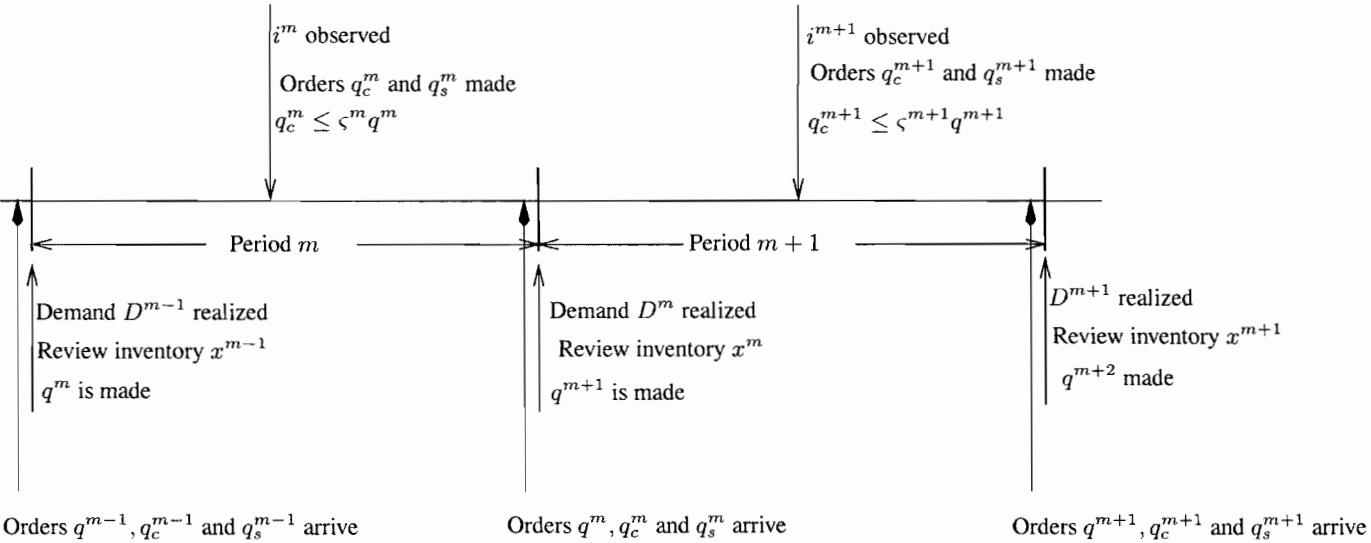 i^m observed
Orders q_c^m and q_s^m made
q_c^m ≤ ς^m q^m
i^{m+1} observed
Orders q_c^{m+1} and q_s^{m+1} made
q_c^{m+1} ≤ ς^{m+1} q^{m+1}
Period m
Period m + 1
Demand D^{m−1} realized
Review inventory x^{m−1}
q^m is made
Demand D^m realized
Review inventory x^m
q^{m+1} is made
D^{m+1} realized
Review inventory x^{m+1}
q^{m+2} made
Orders q^{m−1}, q_c^{m−1} and q_s^{m−1} arrive
Orders q^m, q_c^m and q_s^m arrive
Orders q^{m+1}, q_c^{m+1} and q_s^{m+1} arrive